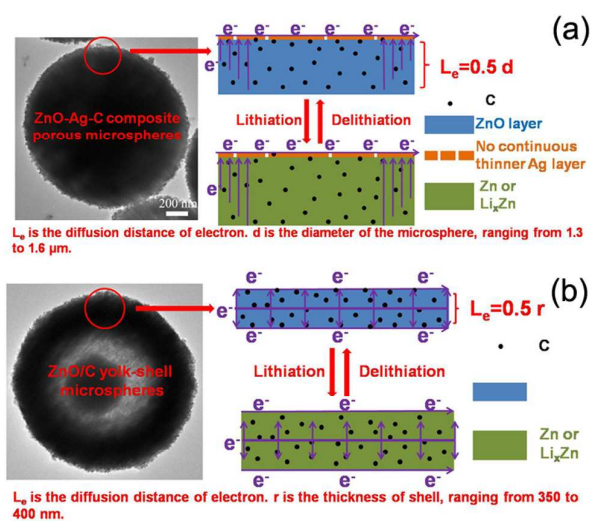 (a)
e⁻ e⁻ e⁻ e⁻ e⁻ e⁻
e⁻
Lₑ=0.5 d
ZnO-Ag-C composite
porous microspheres
Lithiation
Delithiation
C
ZnO layer
No continuous
thinner Ag layer
Zn or
LiₓZn
200 nm
Lₑ is the diffusion distance of electron. d is the diameter of the microsphere, ranging from 1.3
to 1.6 μm.
(b)
e⁻ e⁻ e⁻
e⁻
e⁻ e⁻ e⁻
Lₑ=0.5 r
ZnO/C yolk-shell
microspheres
Lithiation
Delithiation
C
e⁻ e⁻ e⁻
e⁻
e⁻ e⁻ e⁻
Zn or
LiₓZn
Lₑ is the diffusion distance of electron. r is the thickness of shell, ranging from 350 to
400 nm.